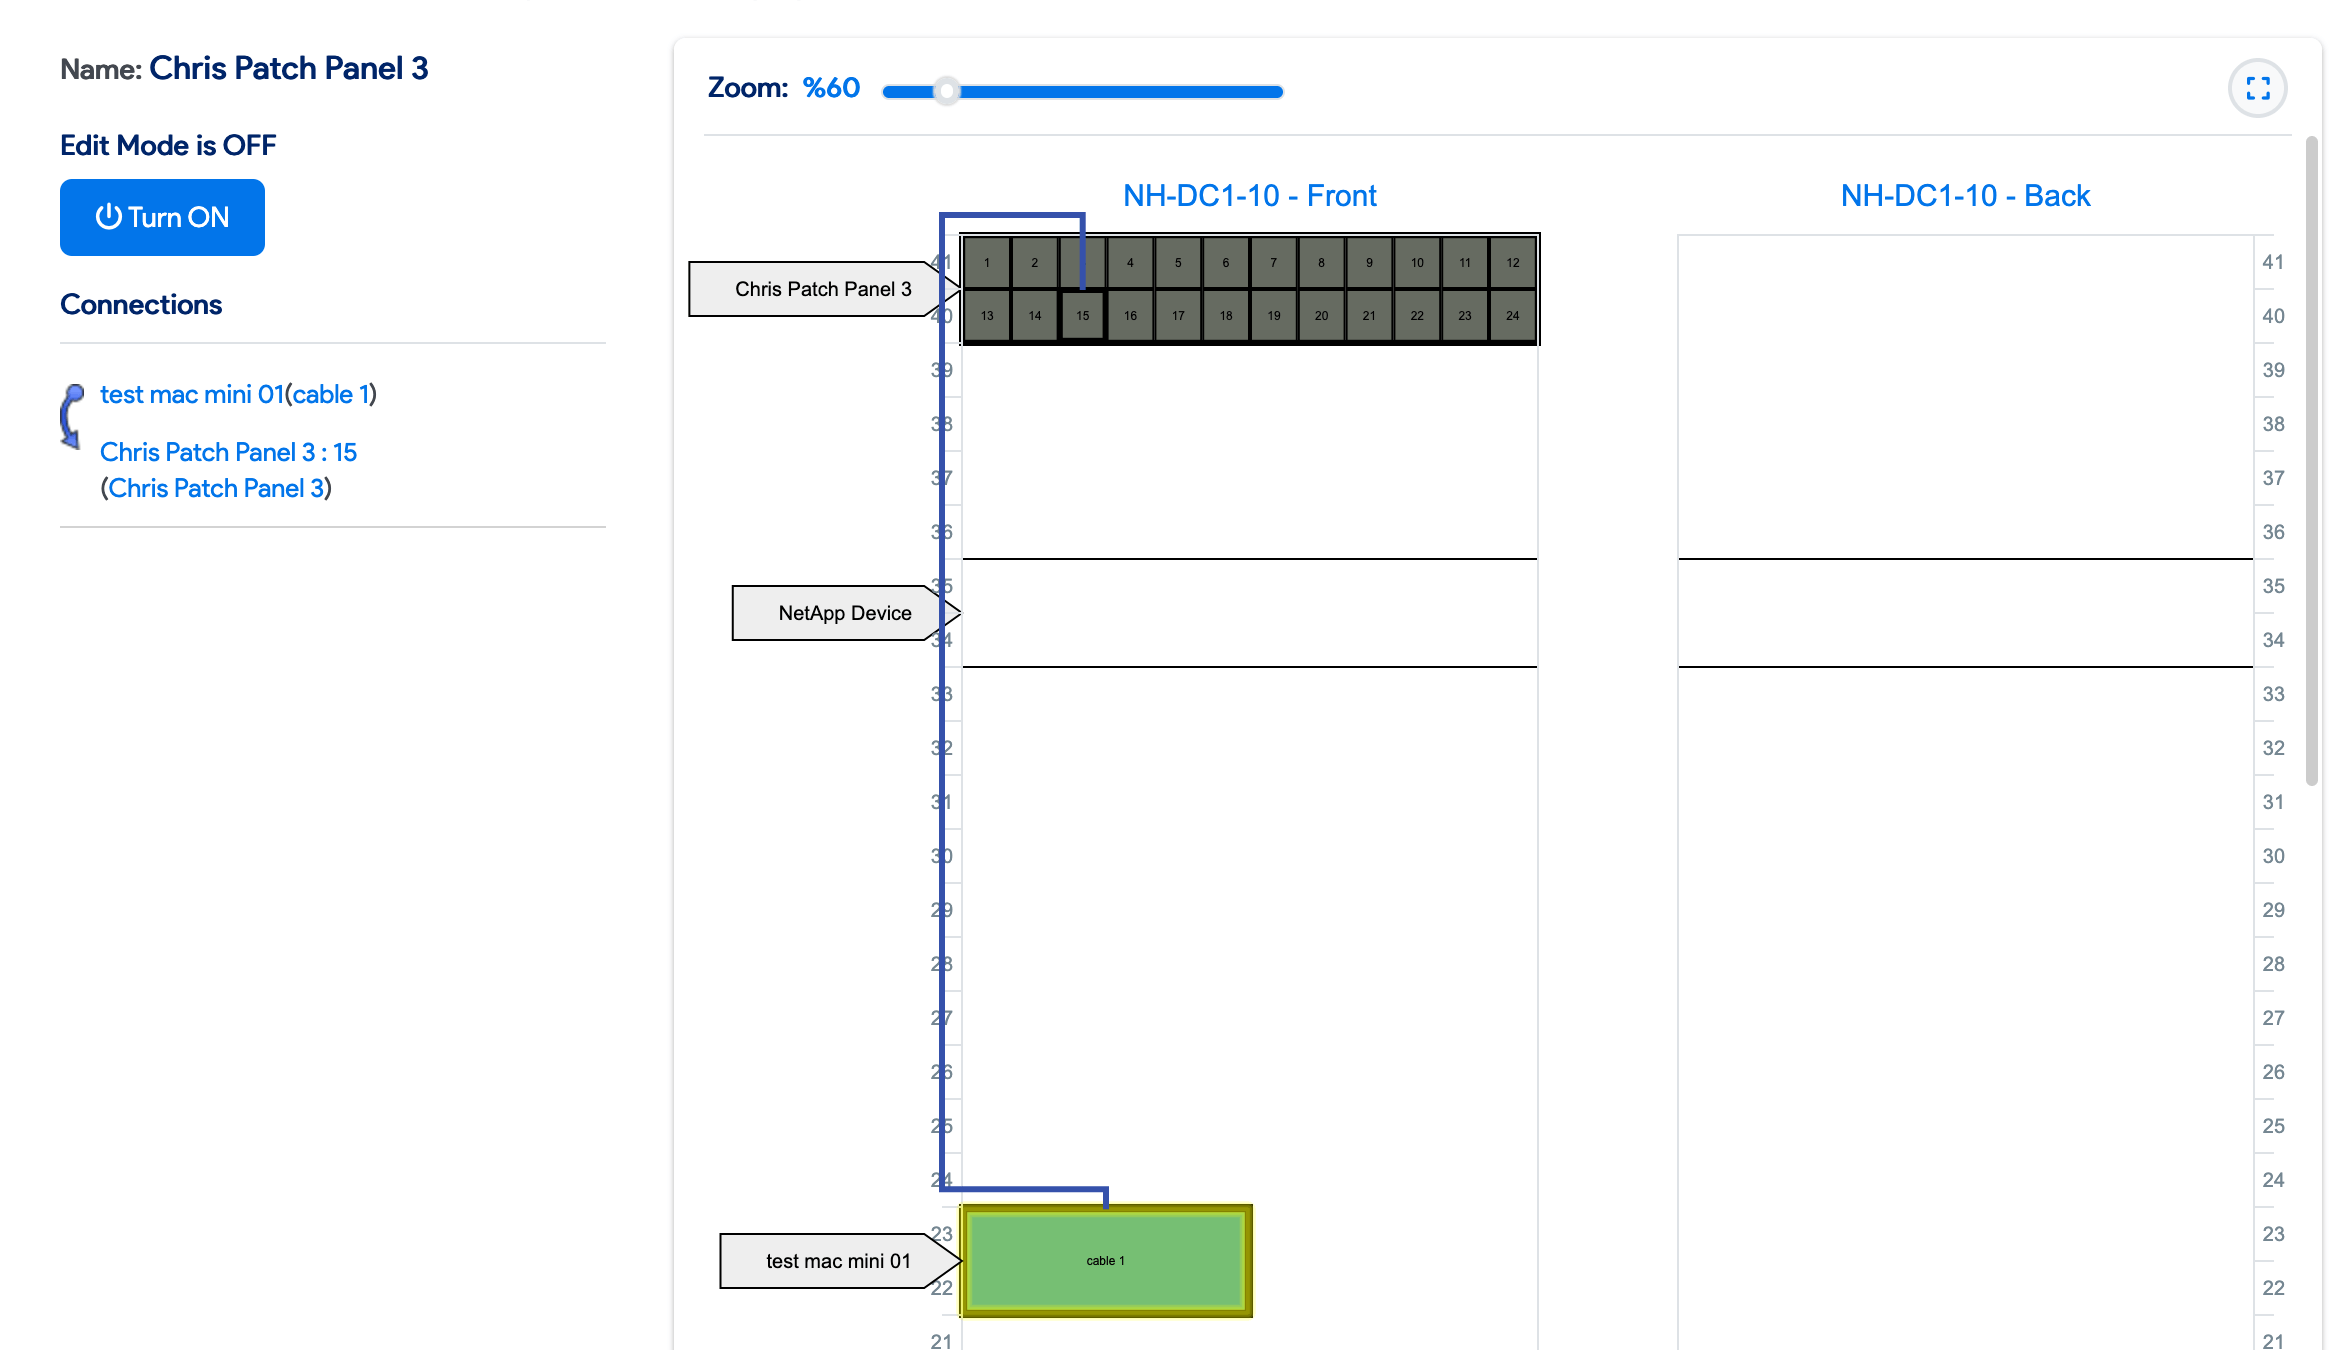 Name: Chris Patch Panel 3
Edit Mode is OFF
Turn ON
Connections
test mac mini 01(cable 1)
Chris Patch Panel 3 : 15
(Chris Patch Panel 3)
Zoom: %60
NH-DC1-10 - Front
NH-DC1-10 - Back
Chris Patch Panel 3
1 2 4 5 6 7 8 9 10 11 12
13 14 15 16 17 18 19 20 21 22 23 24
NetApp Device
test mac mini 01
cable 1
41
40
39
38
37
36
35
34
33
32
31
30
29
28
27
26
25
24
23
22
21
41
40
39
38
37
36
35
34
33
32
31
30
29
28
27
26
25
24
23
22
21